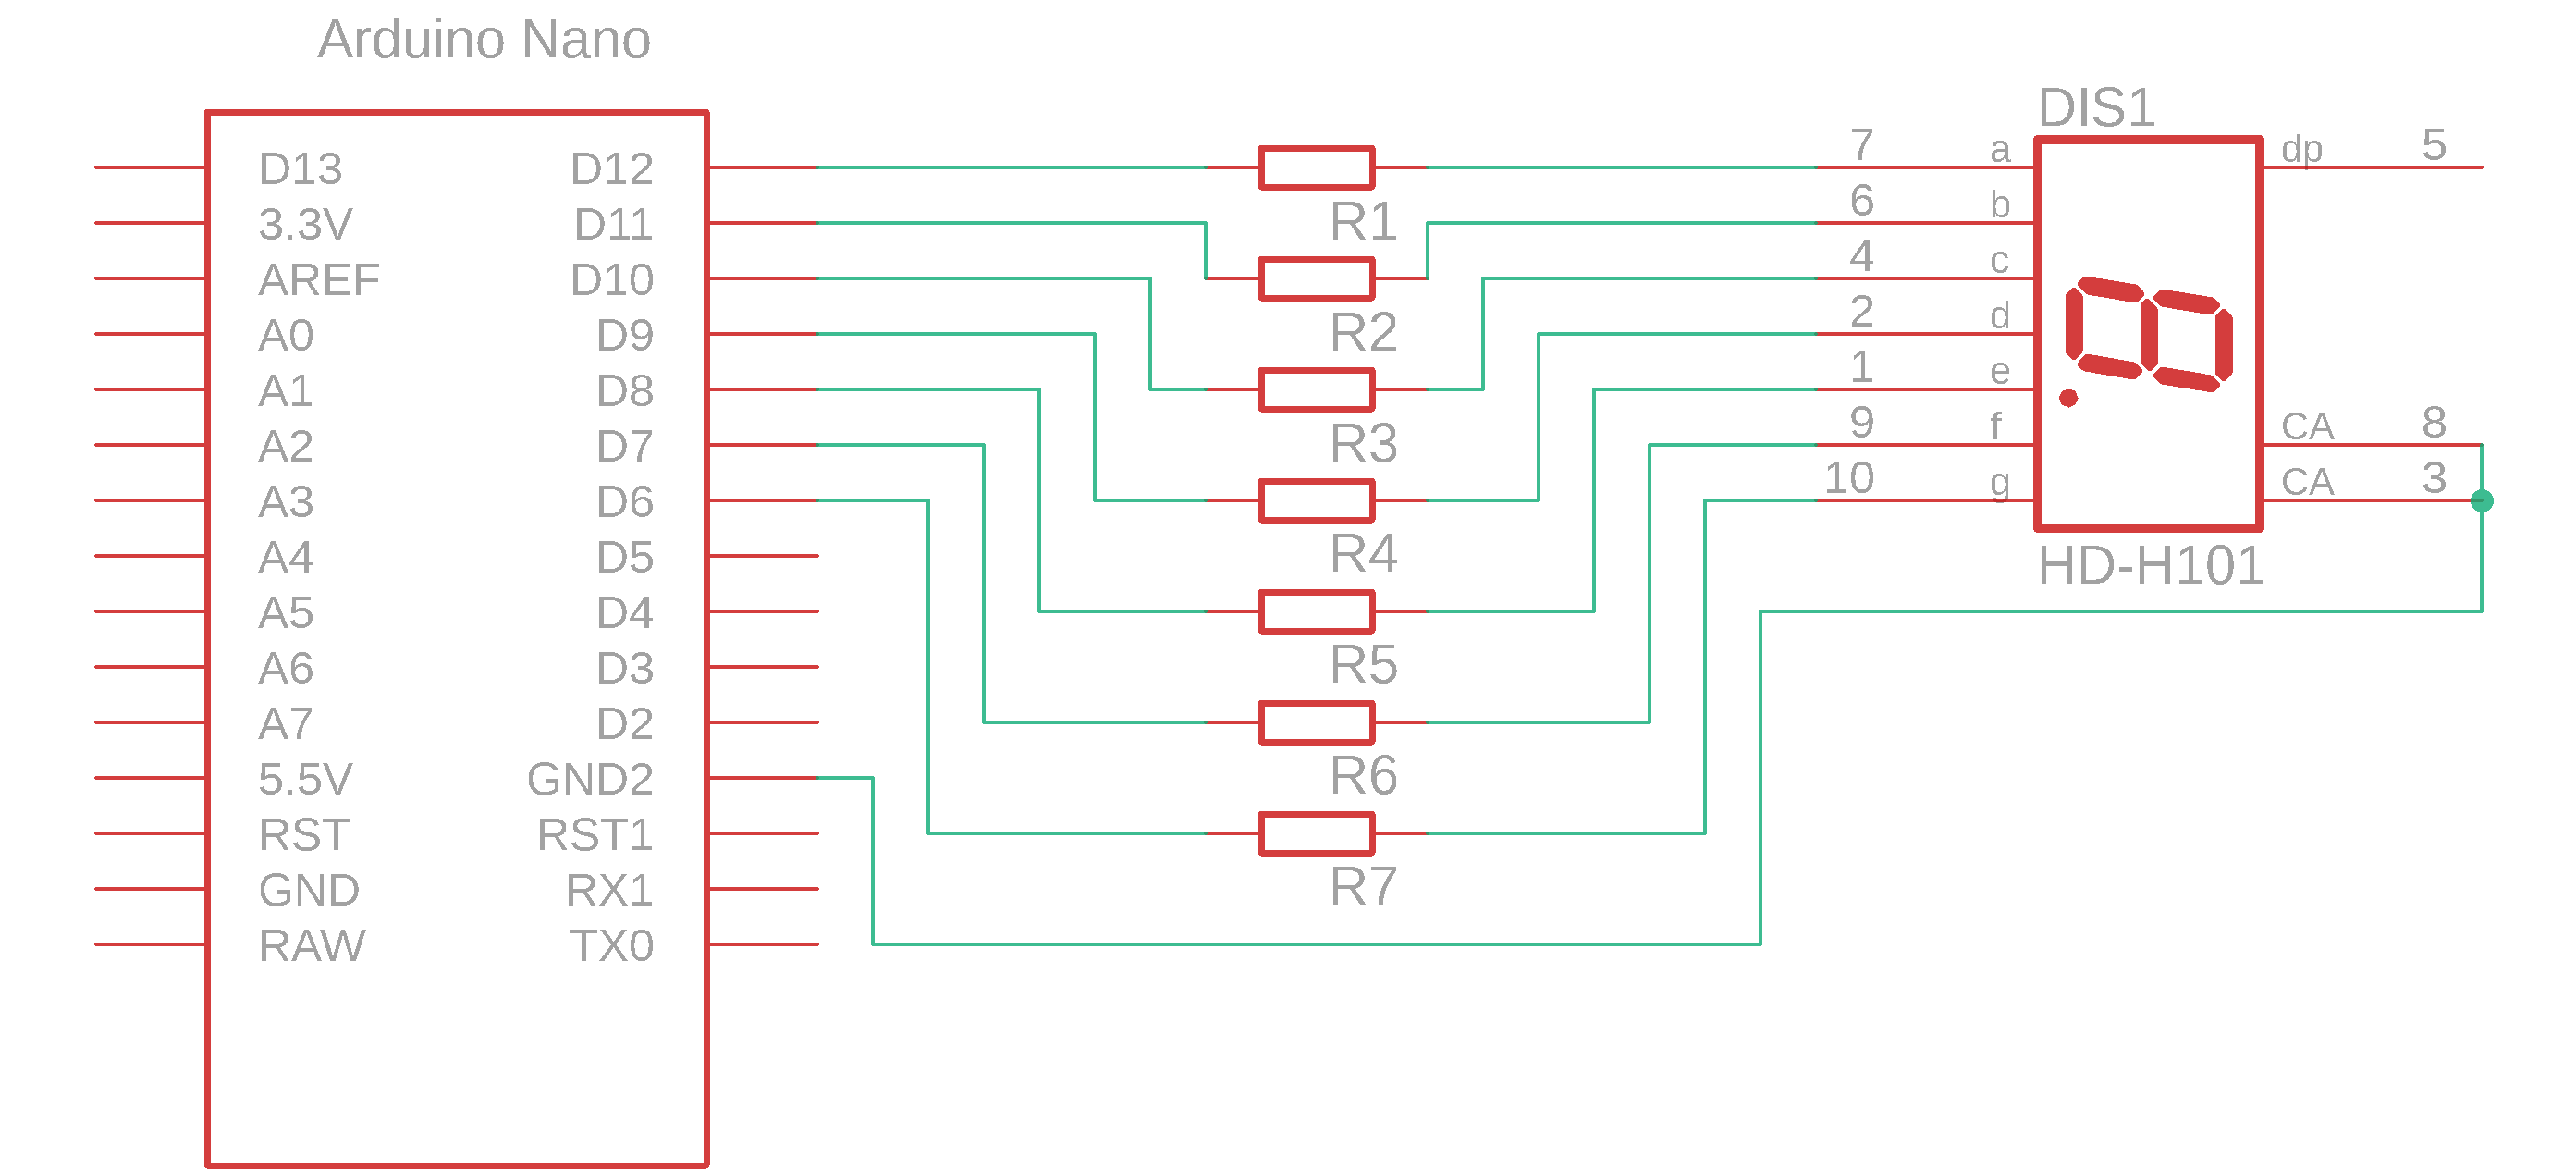 Arduino Nano
D13 D12
3.3V D11
AREF D10
A0 D9
A1 D8
A2 D7
A3 D6
A4 D5
A5 D4
A6 D3
A7 D2
5.5V GND2
RST RST1
GND RX1
RAW TX0
R1
R2
R3
R4
R5
R6
R7
DIS1
7 a dp 5
6 b
4 c
2 d
1 e
9 f CA 8
10 g CA 3
HD-H101